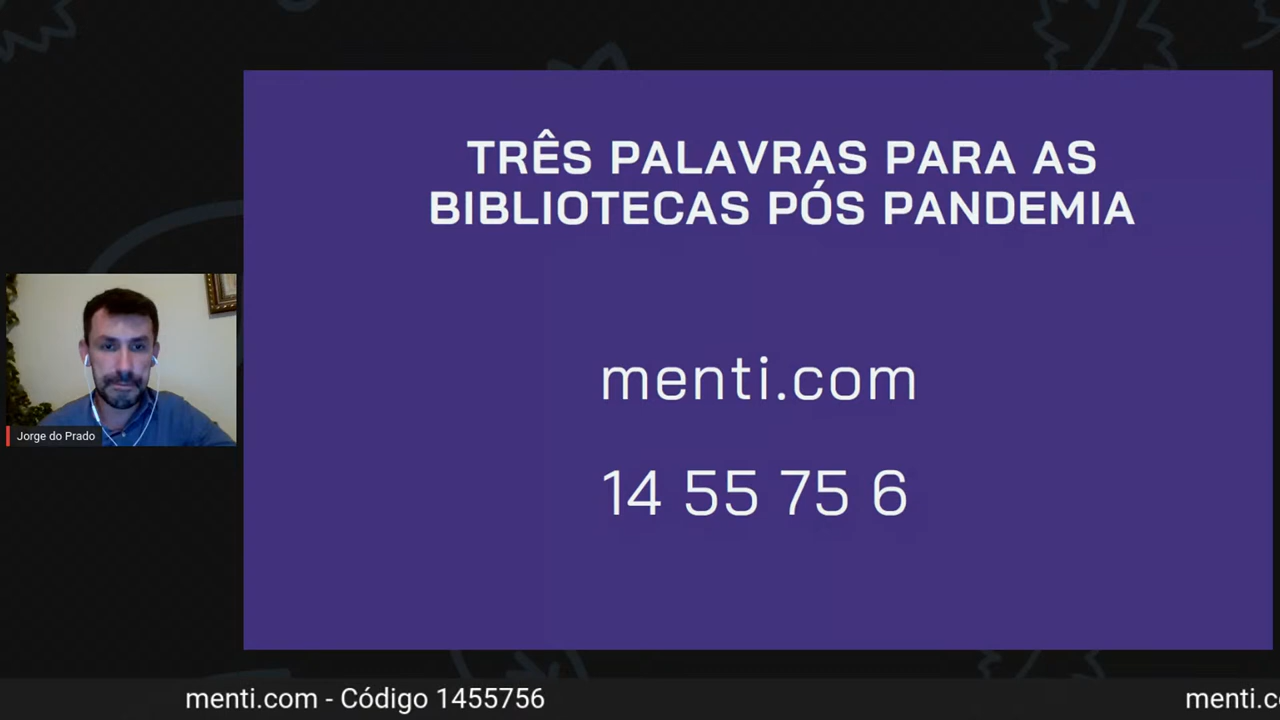 TRÊS PALAVRAS PARA AS
BIBLIOTECAS PÓS PANDEMIA
menti.com
14 55 75 6
Jorge do Prado
menti.com - Código 1455756
menti.c